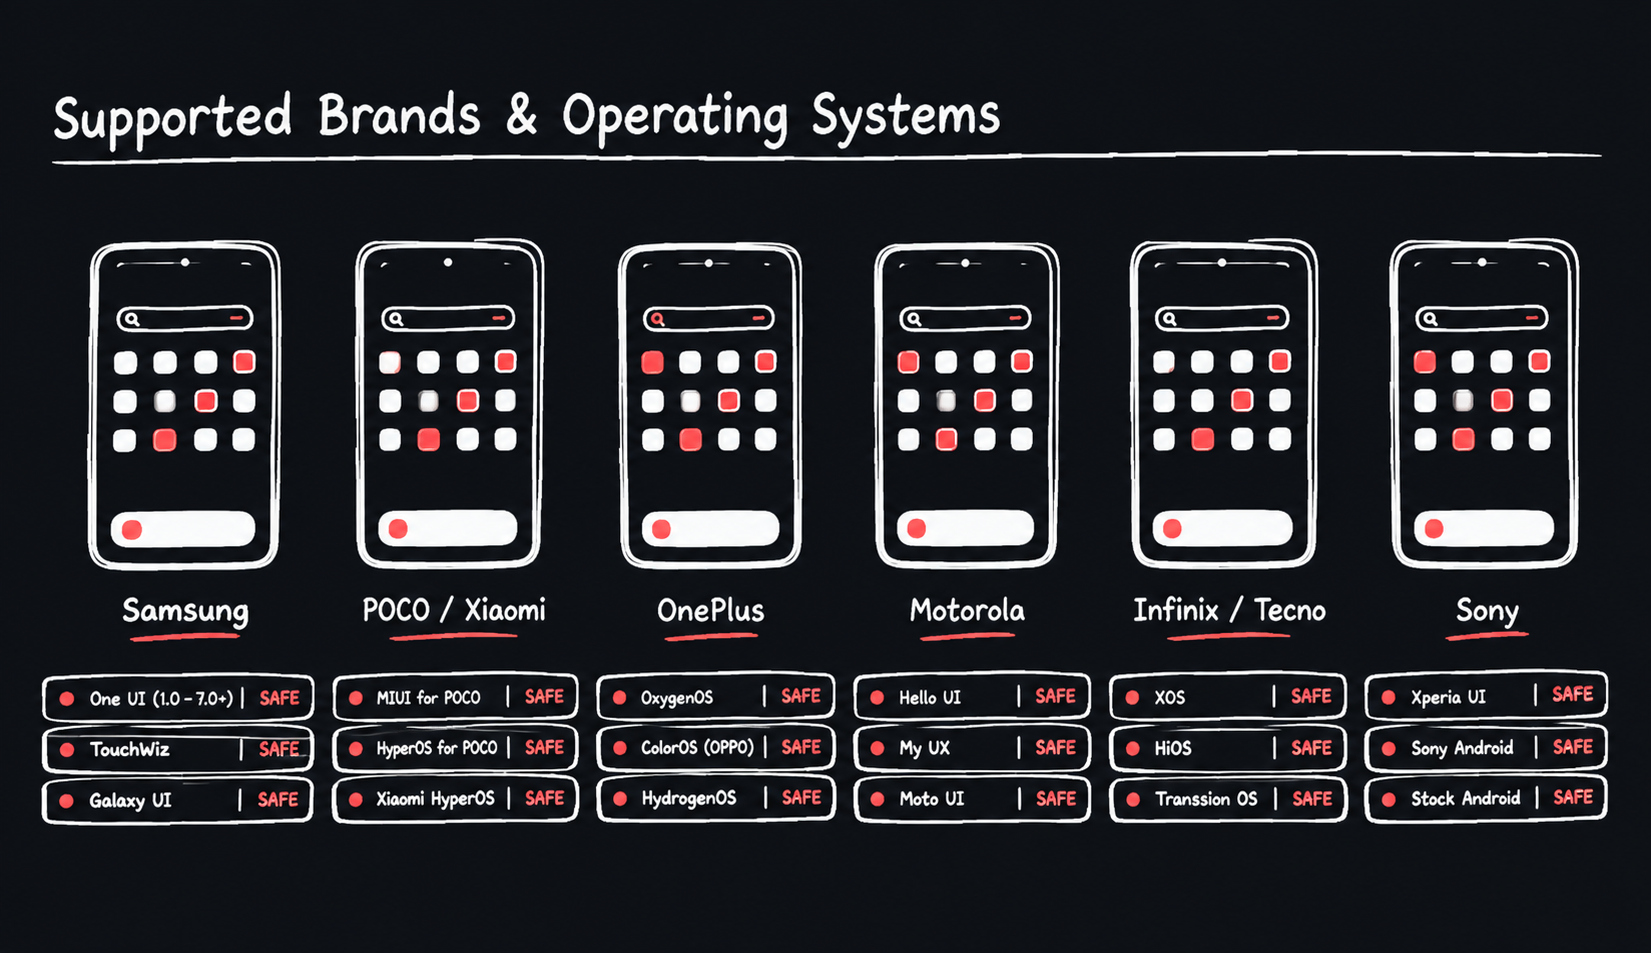 Supported Brands & Operating Systems
Samsung
One UI (1.0-7.0+) | SAFE
TouchWiz | SAFE
Galaxy UI | SAFE
POCO / Xiaomi
MIUI for POCO | SAFE
HyperOS for POCO | SAFE
Xiaomi HyperOS | SAFE
OnePlus
OxygenOS | SAFE
ColorOS (OPPO) | SAFE
HydrogenOS | SAFE
Motorola
Hello UI | SAFE
My UX | SAFE
Moto UI | SAFE
Infinix / Tecno
XOS | SAFE
HiOS | SAFE
Transsion OS | SAFE
Sony
Xperia UI | SAFE
Sony Android | SAFE
Stock Android | SAFE